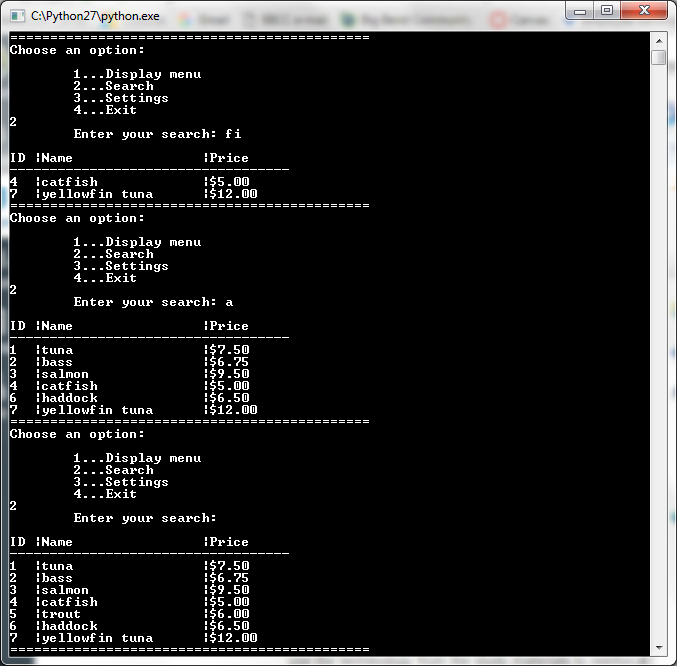 C:\Python27\python.exe
=============================================
Choose an option:
1...Display menu
2...Search
3...Settings
4...Exit
2
Enter your search: fi
ID ¦Name ¦Price
-----------------------------------
4 ¦catfish ¦$5.00
7 ¦yellowfin tuna ¦$12.00
=============================================
Choose an option:
1...Display menu
2...Search
3...Settings
4...Exit
2
Enter your search: a
ID ¦Name ¦Price
-----------------------------------
1 ¦tuna ¦$7.50
2 ¦bass ¦$6.75
3 ¦salmon ¦$9.50
4 ¦catfish ¦$5.00
6 ¦haddock ¦$6.50
7 ¦yellowfin tuna ¦$12.00
=============================================
Choose an option:
1...Display menu
2...Search
3...Settings
4...Exit
2
Enter your search:
ID ¦Name ¦Price
-----------------------------------
1 ¦tuna ¦$7.50
2 ¦bass ¦$6.75
3 ¦salmon ¦$9.50
4 ¦catfish ¦$5.00
5 ¦trout ¦$6.00
6 ¦haddock ¦$6.50
7 ¦yellowfin tuna ¦$12.00
=============================================